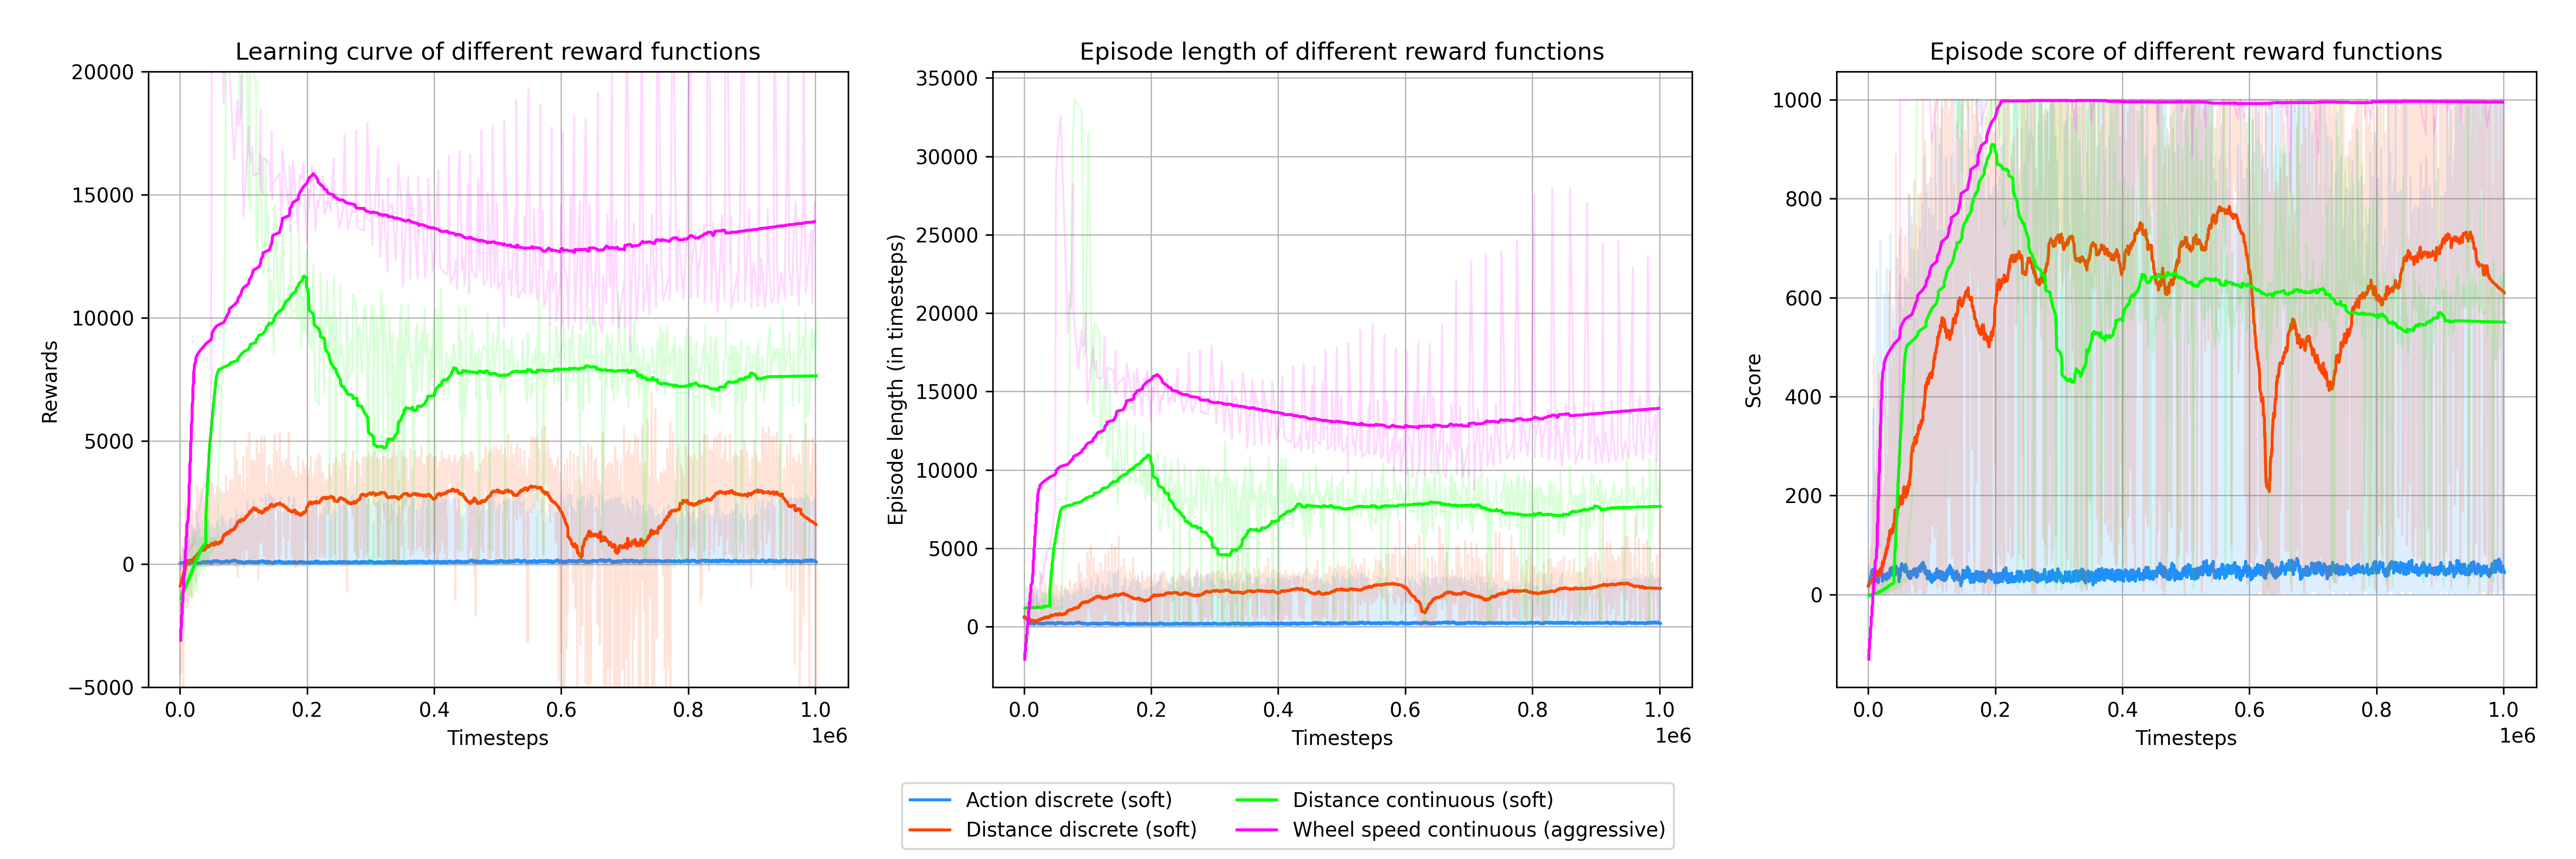 Learning curve of different reward functions
20000
15000
10000
5000
0
−5000
Rewards
0.0 0.2 0.4 0.6 0.8 1.0
1e6
Timesteps
Episode length of different reward functions
35000
30000
25000
20000
15000
10000
5000
0
Episode length (in timesteps)
0.0 0.2 0.4 0.6 0.8 1.0
1e6
Timesteps
Episode score of different reward functions
1000
800
600
400
200
0
Score
0.0 0.2 0.4 0.6 0.8 1.0
1e6
Timesteps
Action discrete (soft)
Distance discrete (soft)
Distance continuous (soft)
Wheel speed continuous (aggressive)